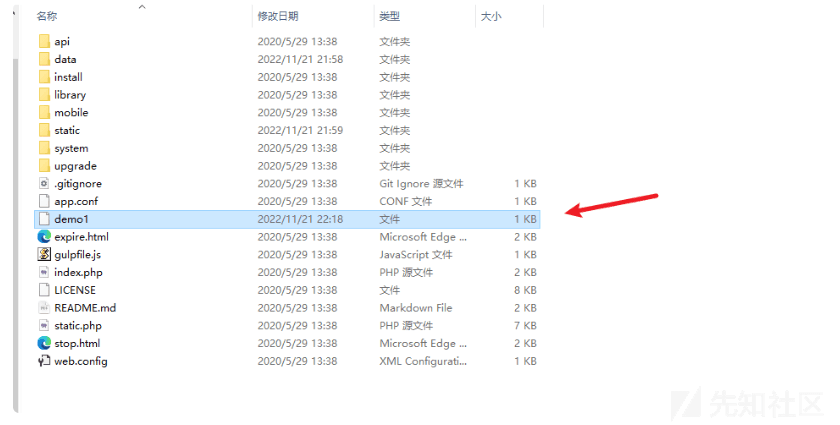 名称 修改日期 类型 大小
api 2020/5/29 13:38 文件夹
data 2022/11/21 21:58 文件夹
install 2020/5/29 13:38 文件夹
library 2020/5/29 13:38 文件夹
mobile 2020/5/29 13:38 文件夹
static 2022/11/21 21:59 文件夹
system 2020/5/29 13:38 文件夹
upgrade 2020/5/29 13:38 文件夹
.gitignore 2020/5/29 13:38 Git Ignore 源文件 1 KB
app.conf 2020/5/29 13:38 CONF 文件 1 KB
demo1 2022/11/21 22:18 文件 1 KB
expire.html 2020/5/29 13:38 Microsoft Edge ... 2 KB
gulpfile.js 2020/5/29 13:38 JavaScript 文件 1 KB
index.php 2020/5/29 13:38 PHP 源文件 2 KB
LICENSE 2020/5/29 13:38 文件 8 KB
README.md 2020/5/29 13:38 Markdown File 2 KB
static.php 2020/5/29 13:38 PHP 源文件 7 KB
stop.html 2020/5/29 13:38 Microsoft Edge ... 2 KB
web.config 2020/5/29 13:38 XML Configurati... 1 KB
先知社区